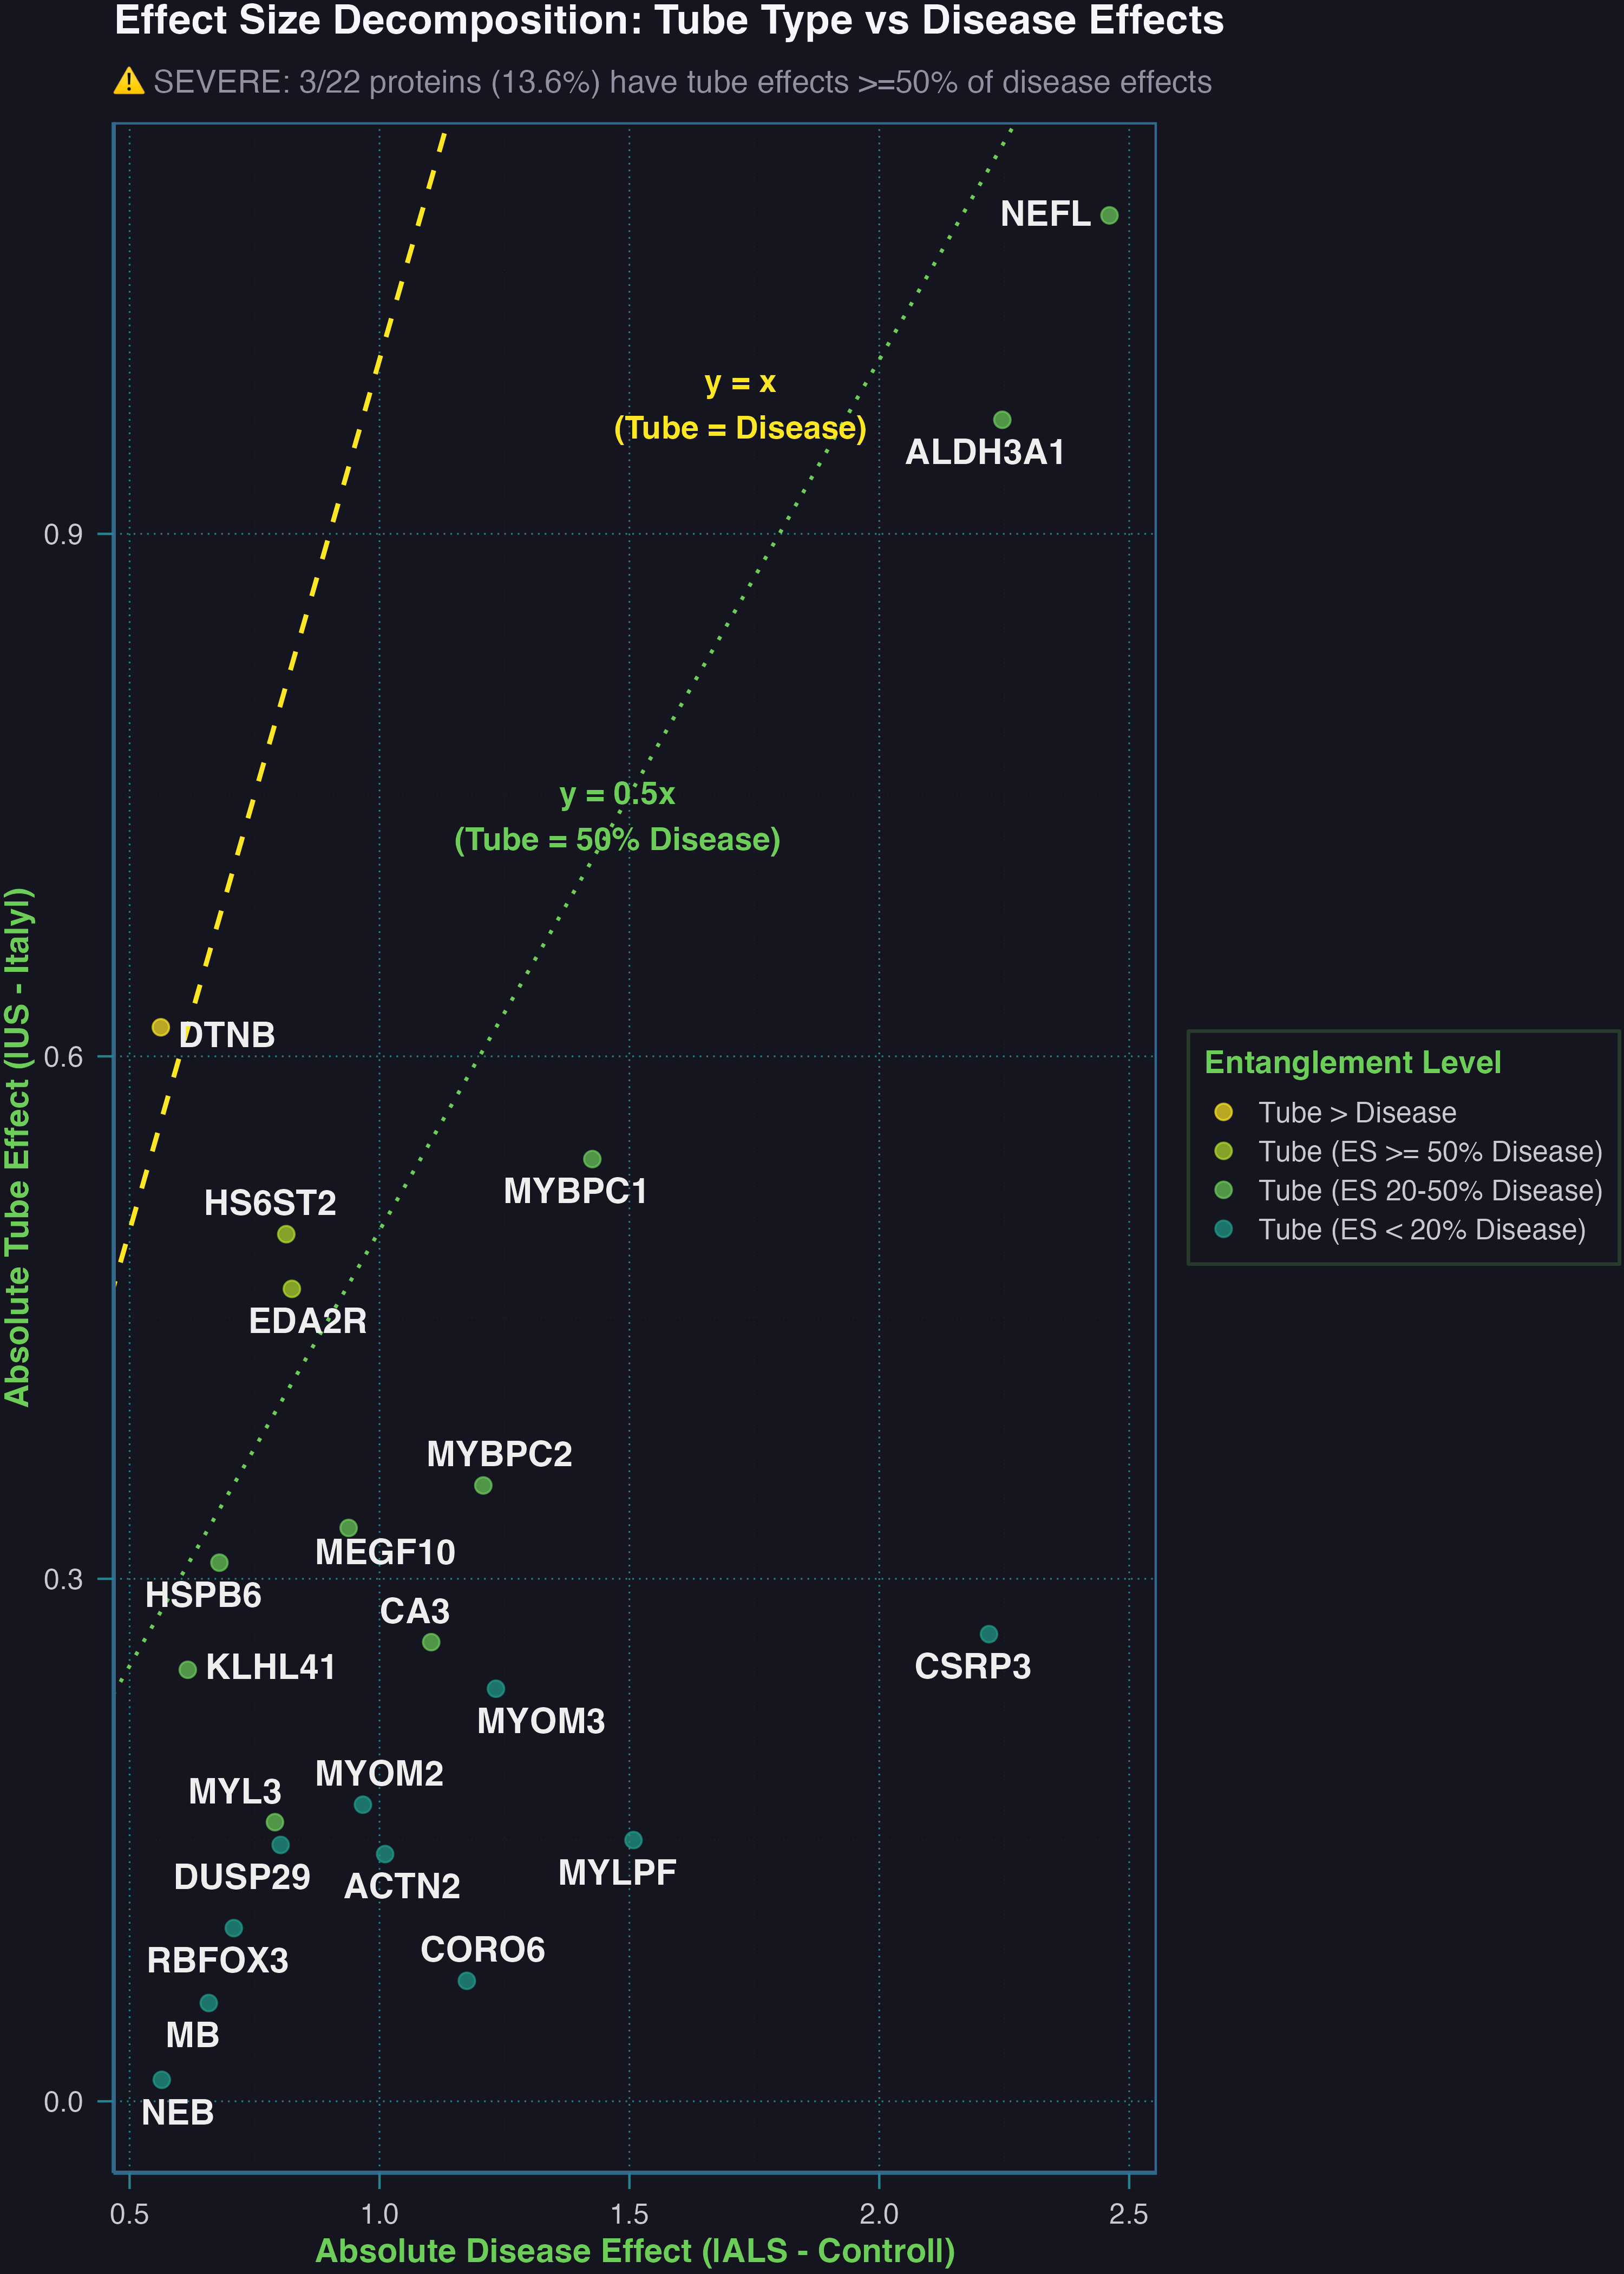 Effect Size Decomposition: Tube Type vs Disease Effects
⚠ SEVERE: 3/22 proteins (13.6%) have tube effects >=50% of disease effects
NEFL
y = x
(Tube = Disease)
ALDH3A1
0.9
y = 0.5x
(Tube = 50% Disease)
Absolute Tube Effect (|US - Italy|)
DTNB
0.6
MYBPC1
HS6ST2
EDA2R
MYBPC2
MEGF10
HSPB6
0.3
CA3
KLHL41
CSRP3
MYOM3
MYOM2
MYL3
DUSP29
ACTN2
MYLPF
RBFOX3
CORO6
MB
0.0
NEB
0.5
1.0
1.5
2.0
2.5
Absolute Disease Effect (|ALS - Control|)
Entanglement Level
Tube > Disease
Tube (ES >= 50% Disease)
Tube (ES 20-50% Disease)
Tube (ES < 20% Disease)